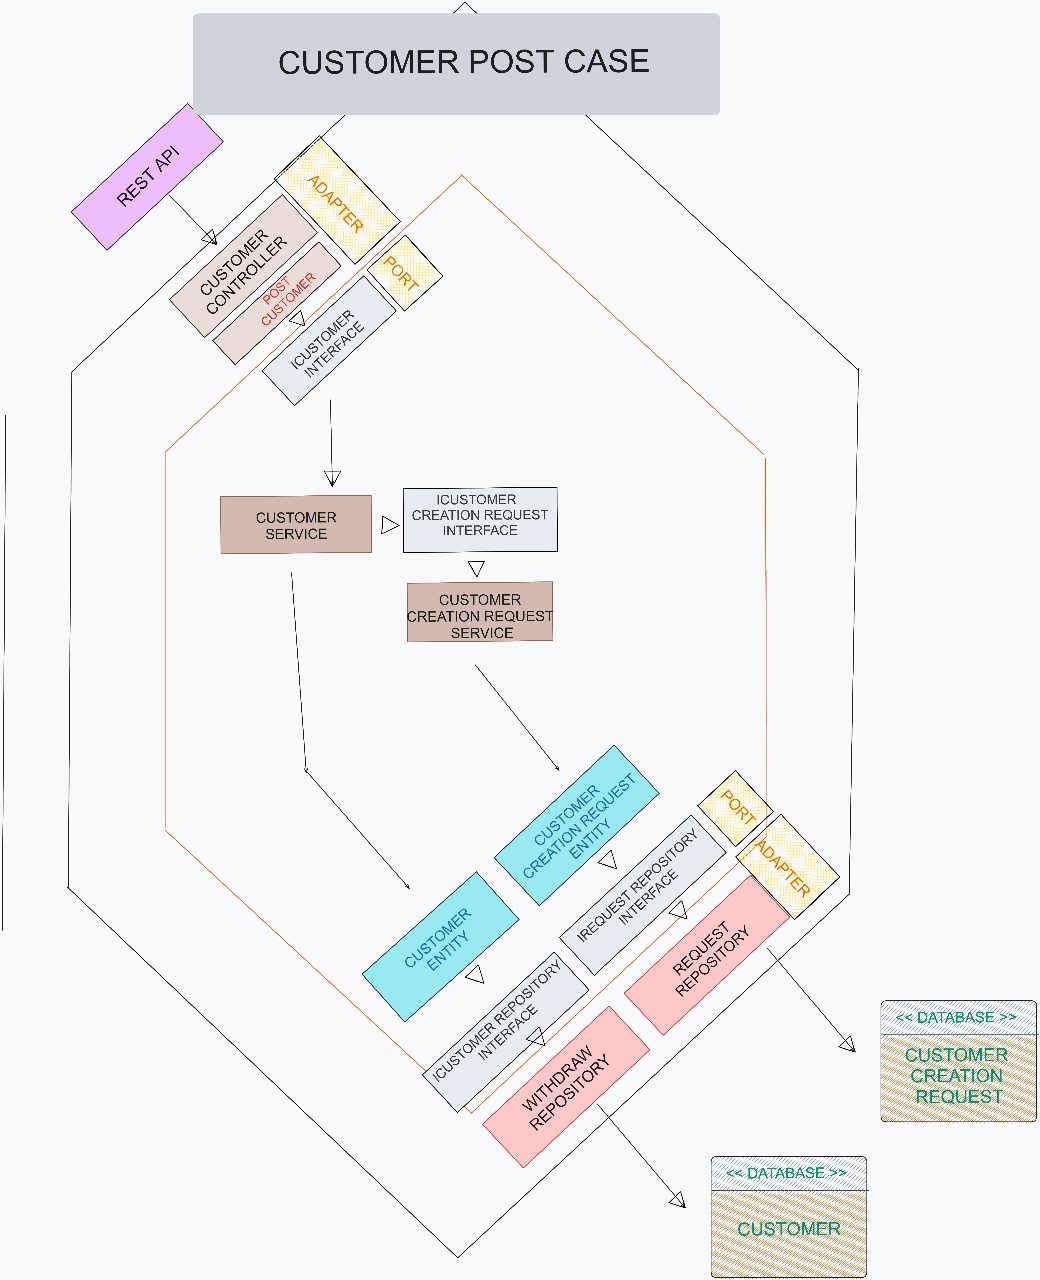 CUSTOMER POST CASE
REST API
ADAPTER
CUSTOMER
CONTROLLER
POST
CUSTOMER
PORT
ICUSTOMER
INTERFACE
CUSTOMER
SERVICE
ICUSTOMER
CREATION REQUEST
INTERFACE
CUSTOMER
CREATION REQUEST
SERVICE
CUSTOMER
CREATION REQUEST
ENTITY
PORT
ADAPTER
IREQUEST REPOSITORY
INTERFACE
CUSTOMER
ENTITY
REQUEST
REPOSITORY
ICUSTOMER REPOSITORY
INTERFACE
WITHDRAW
REPOSITORY
<< DATABASE >>
CUSTOMER
CREATION
REQUEST
<< DATABASE >>
CUSTOMER